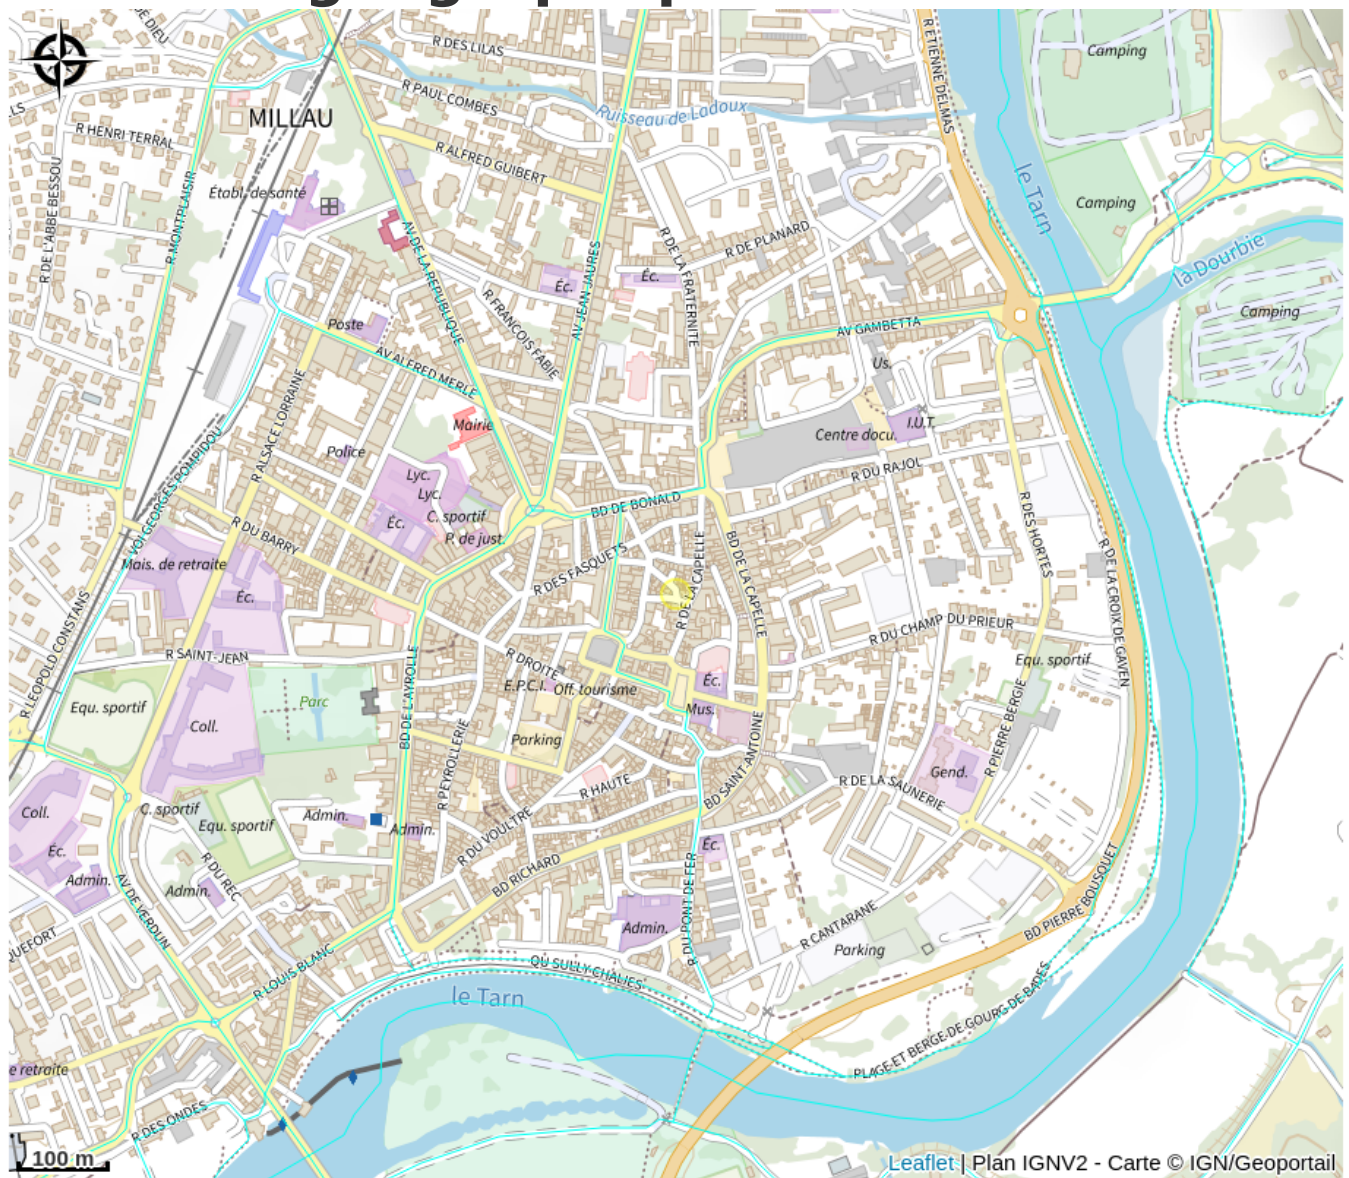 R DES LILAS
Camping
R ETIENNE DELMAS
R PAUL COMBES
MILLAU
Ruisseau de Ladoux
R HENRI TERRAL
R ALFRED GUIBERT
R DE L'ABBE BESSOU
R MONTPLAISIR
Établ. de santé
le Tarn
Camping
AV DE LA REPUBLIQUE
R DE LA FRATERNITE
R DE PLANARD
la Dourbie
Éc.
Éc.
AV JEAN JAURES
R FRANCOIS FABIE
Camping
Poste
AV GAMBETTA
AV ALFRED MERLE
Us.
R ALSACE LORRAINE
Mairie
I.U.T.
Centre docu.
Police
VOI GEORGES POMPIDOU
Lyc.
Lyc.
R DU RAJOL
BD DE BONALD
C. sportif
Éc.
P. de just.
R DU BARRY
R DES HORTES
R DES FASQUETS
R DE LA CAPELLE
BD DE LA CAPELLE
R DE LA CROIX DE GAVEN
Mais. de retraite
Éc.
R LEOPOLD CONSTANS
R DU CHAMP DU PRIEUR
R SAINT-JEAN
R DROITE
Equ. sportif
E.P.C.I.
Off. tourisme
Éc.
Parc
Equ. sportif
BD DE L'AYROLLE
Mus.
Coll.
R PEYROLLERIE
Parking
BD SAINT-ANTOINE
R PIERRE BERGIE
Gend.
R HAUTE
R DE LA SAUNERIE
Coll.
C. sportif
Equ. sportif
Admin.
Admin.
R DU VOULTRE
Éc.
Éc.
R DU REC
BD RICHARD
Admin.
Admin.
AV DE VERDUN
R DU PONT DE FER
BD PIERRE BOUSQUET
Admin.
R CANTARANE
Parking
QUEFORT
R LOUIS BLANC
QU SULLY CHALIES
le Tarn
PLAGE ET BERGE DE GOURG DE BADES
e retraite
R DES ONDES
100 m
Leaflet | Plan IGNV2 - Carte © IGN/Geoportail